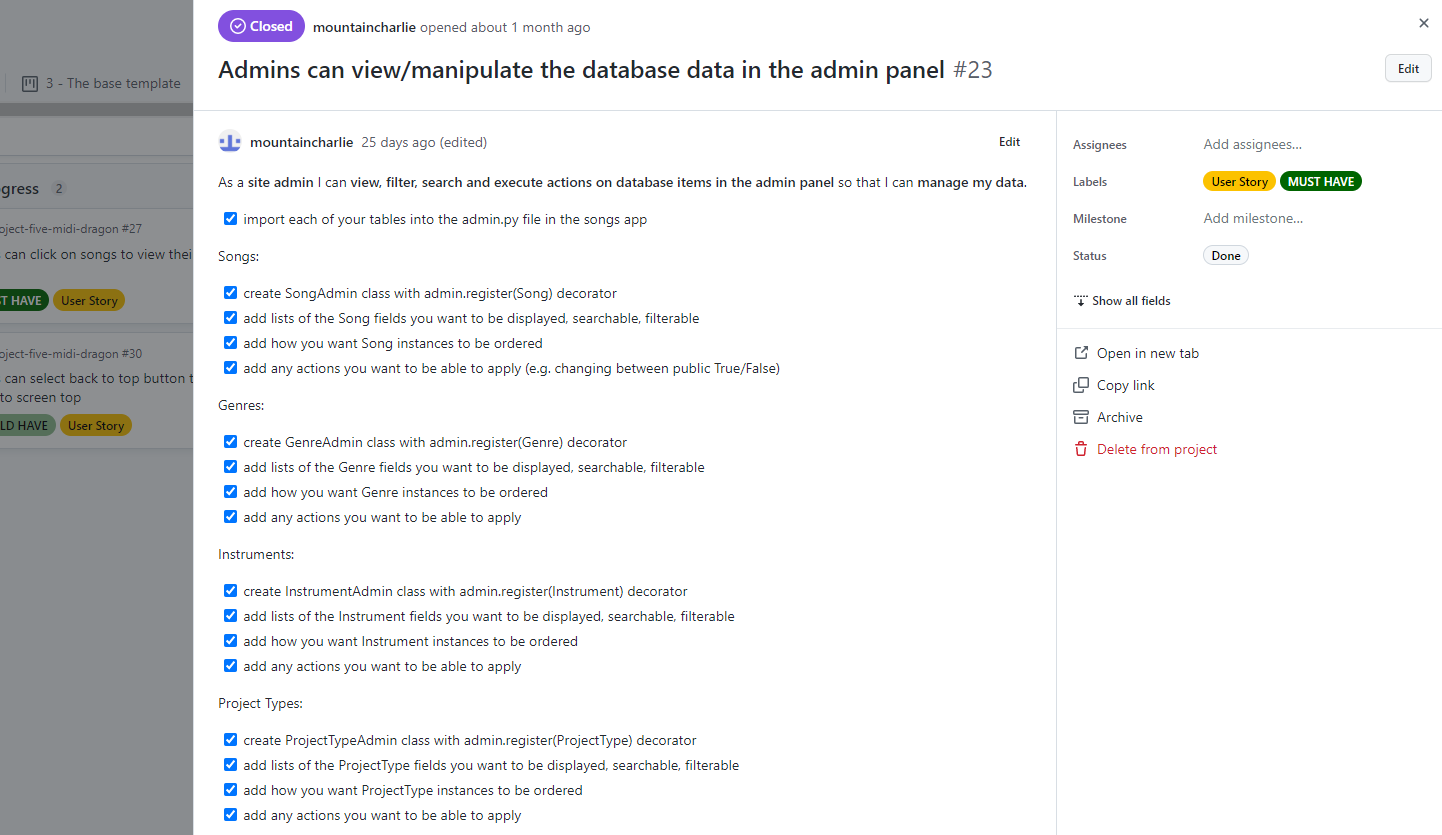 Closed mountaincharlie opened about 1 month ago
Admins can view/manipulate the database data in the admin panel #23
Edit
3 - The base template
gress 2
oject-five-midi-dragon #27
can click on songs to view thei
ST HAVE User Story
oject-five-midi-dragon #30
can select back to top button t
to screen top
LD HAVE User Story
mountaincharlie 25 days ago (edited)
Edit
As a site admin I can view, filter, search and execute actions on database items in the admin panel so that I can manage my data.
import each of your tables into the admin.py file in the songs app
Songs:
create SongAdmin class with admin.register(Song) decorator
add lists of the Song fields you want to be displayed, searchable, filterable
add how you want Song instances to be ordered
add any actions you want to be able to apply (e.g. changing between public True/False)
Genres:
create GenreAdmin class with admin.register(Genre) decorator
add lists of the Genre fields you want to be displayed, searchable, filterable
add how you want Genre instances to be ordered
add any actions you want to be able to apply
Instruments:
create InstrumentAdmin class with admin.register(Instrument) decorator
add lists of the Instrument fields you want to be displayed, searchable, filterable
add how you want Instrument instances to be ordered
add any actions you want to be able to apply
Project Types:
create ProjectTypeAdmin class with admin.register(ProjectType) decorator
add lists of the ProjectType fields you want to be displayed, searchable, filterable
add how you want ProjectType instances to be ordered
add any actions you want to be able to apply
Assignees Add assignees...
Labels User Story MUST HAVE
Milestone Add milestone...
Status Done
Show all fields
Open in new tab
Copy link
Archive
Delete from project